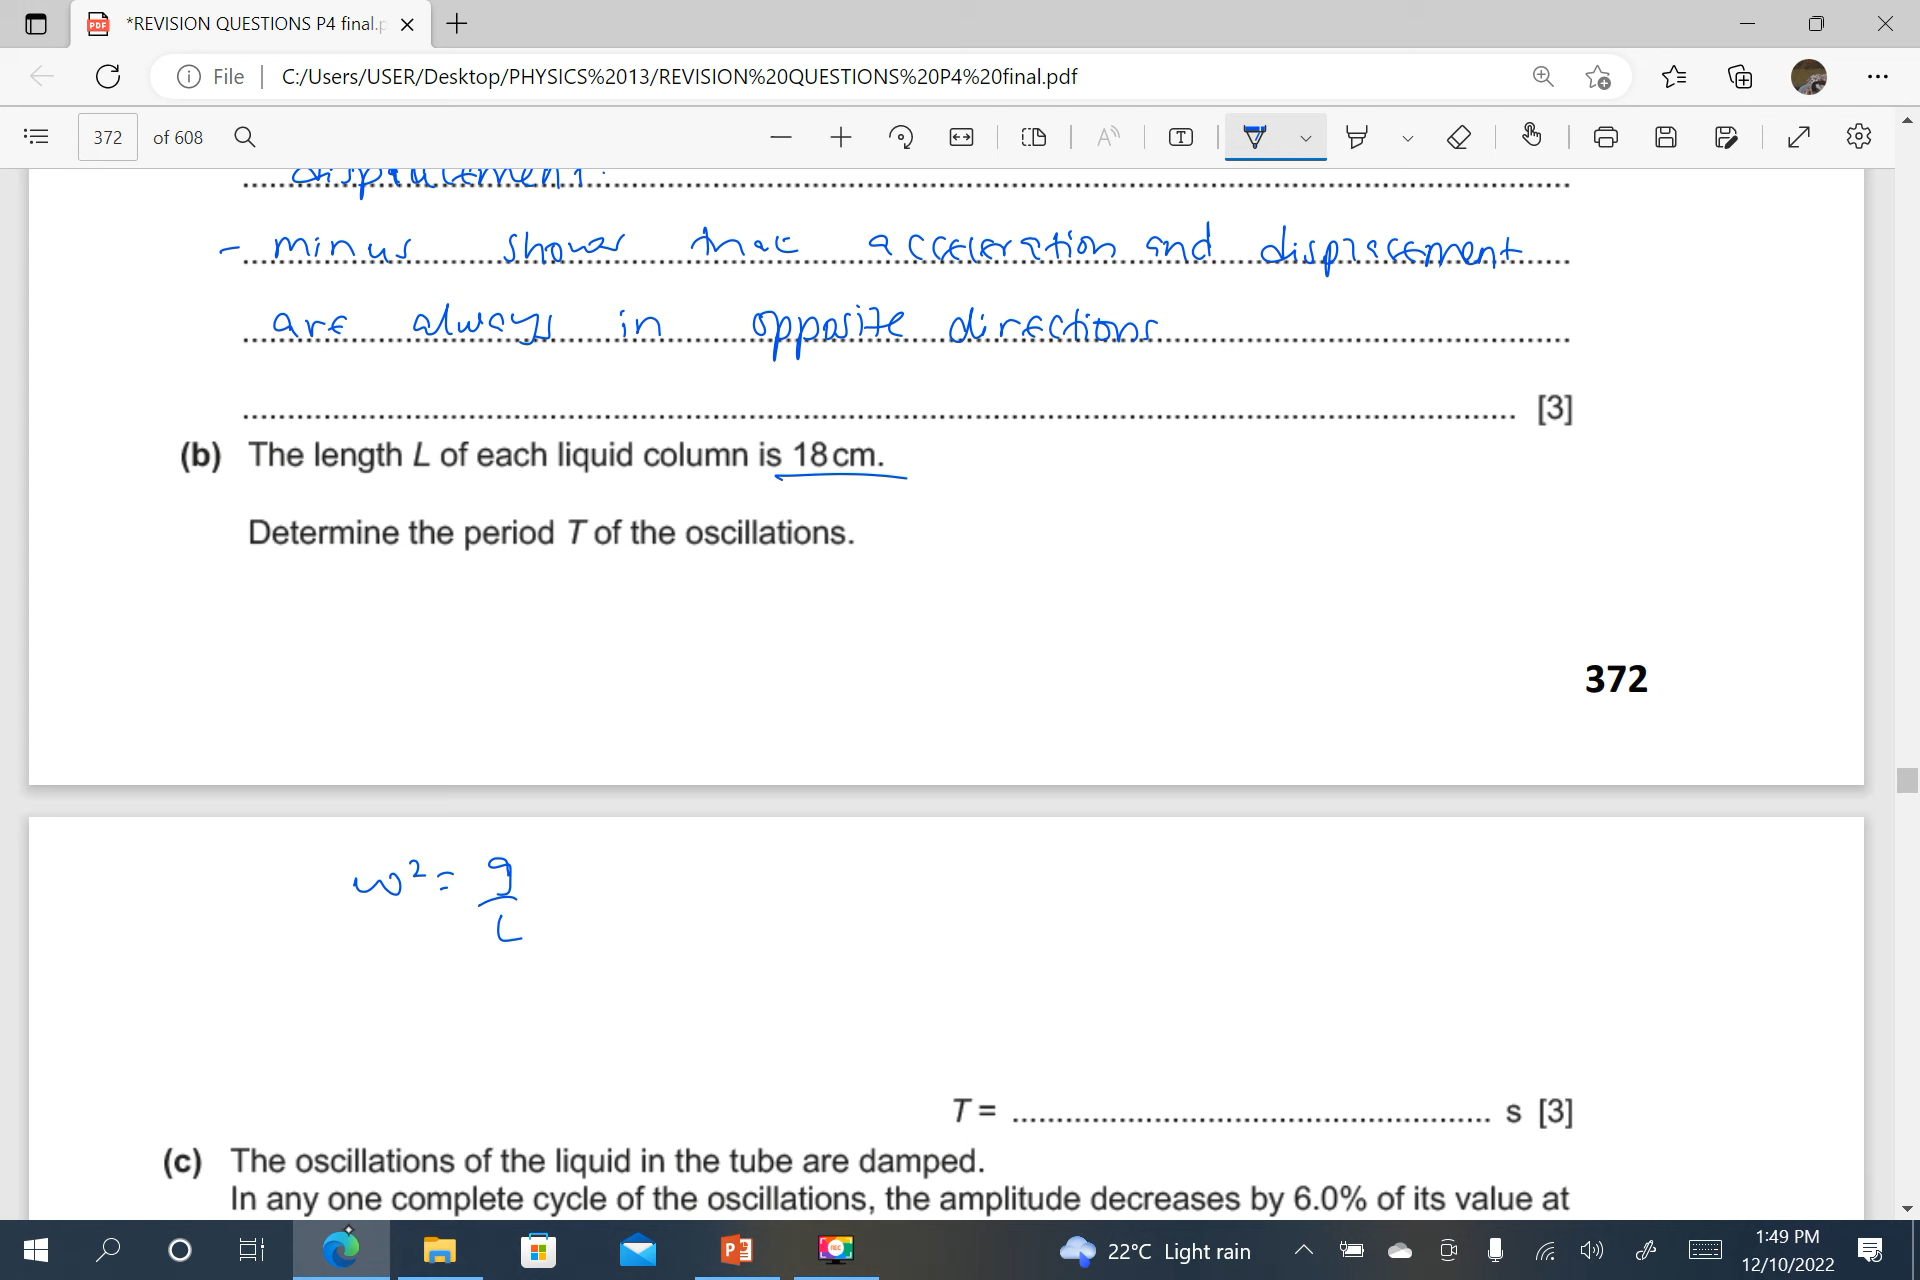 *REVISION QUESTIONS P4 final.p
File
C:/Users/USER/Desktop/PHYSICS%2013/REVISION%20QUESTIONS%20P4%20final.pdf
372 of 608
displacement.
- minus shows that acceleration and displacement
are always in opposite directions
[3]
(b) The length L of each liquid column is 18 cm.
Determine the period T of the oscillations.
372
ω² = g/L
T = ........................................................ s [3]
(c) The oscillations of the liquid in the tube are damped.
In any one complete cycle of the oscillations, the amplitude decreases by 6.0% of its value at
22°C Light rain
1:49 PM
12/10/2022